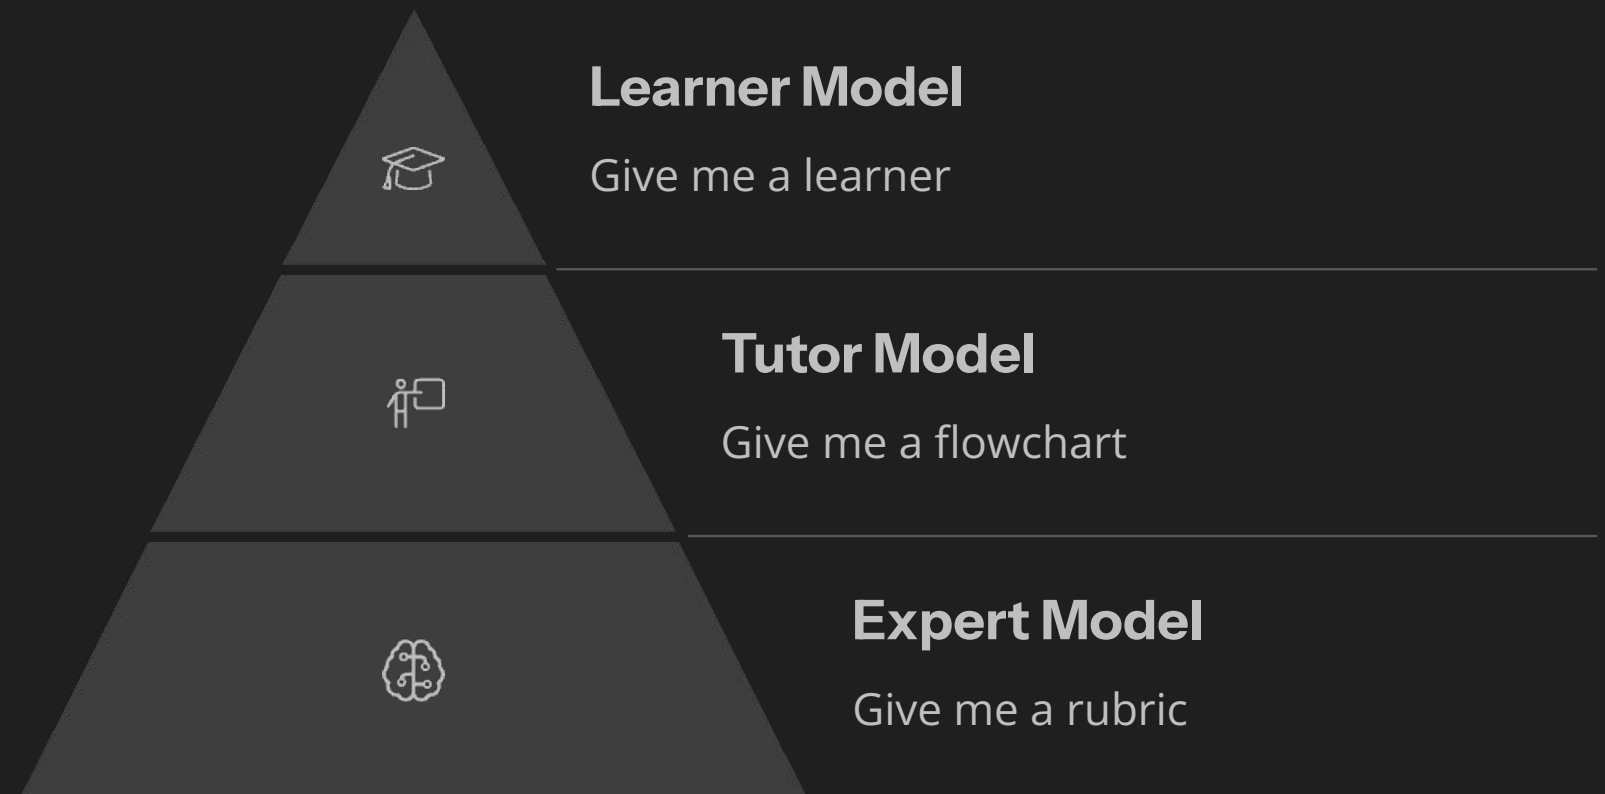 Learner Model
Give me a learner
Tutor Model
Give me a flowchart
Expert Model
Give me a rubric